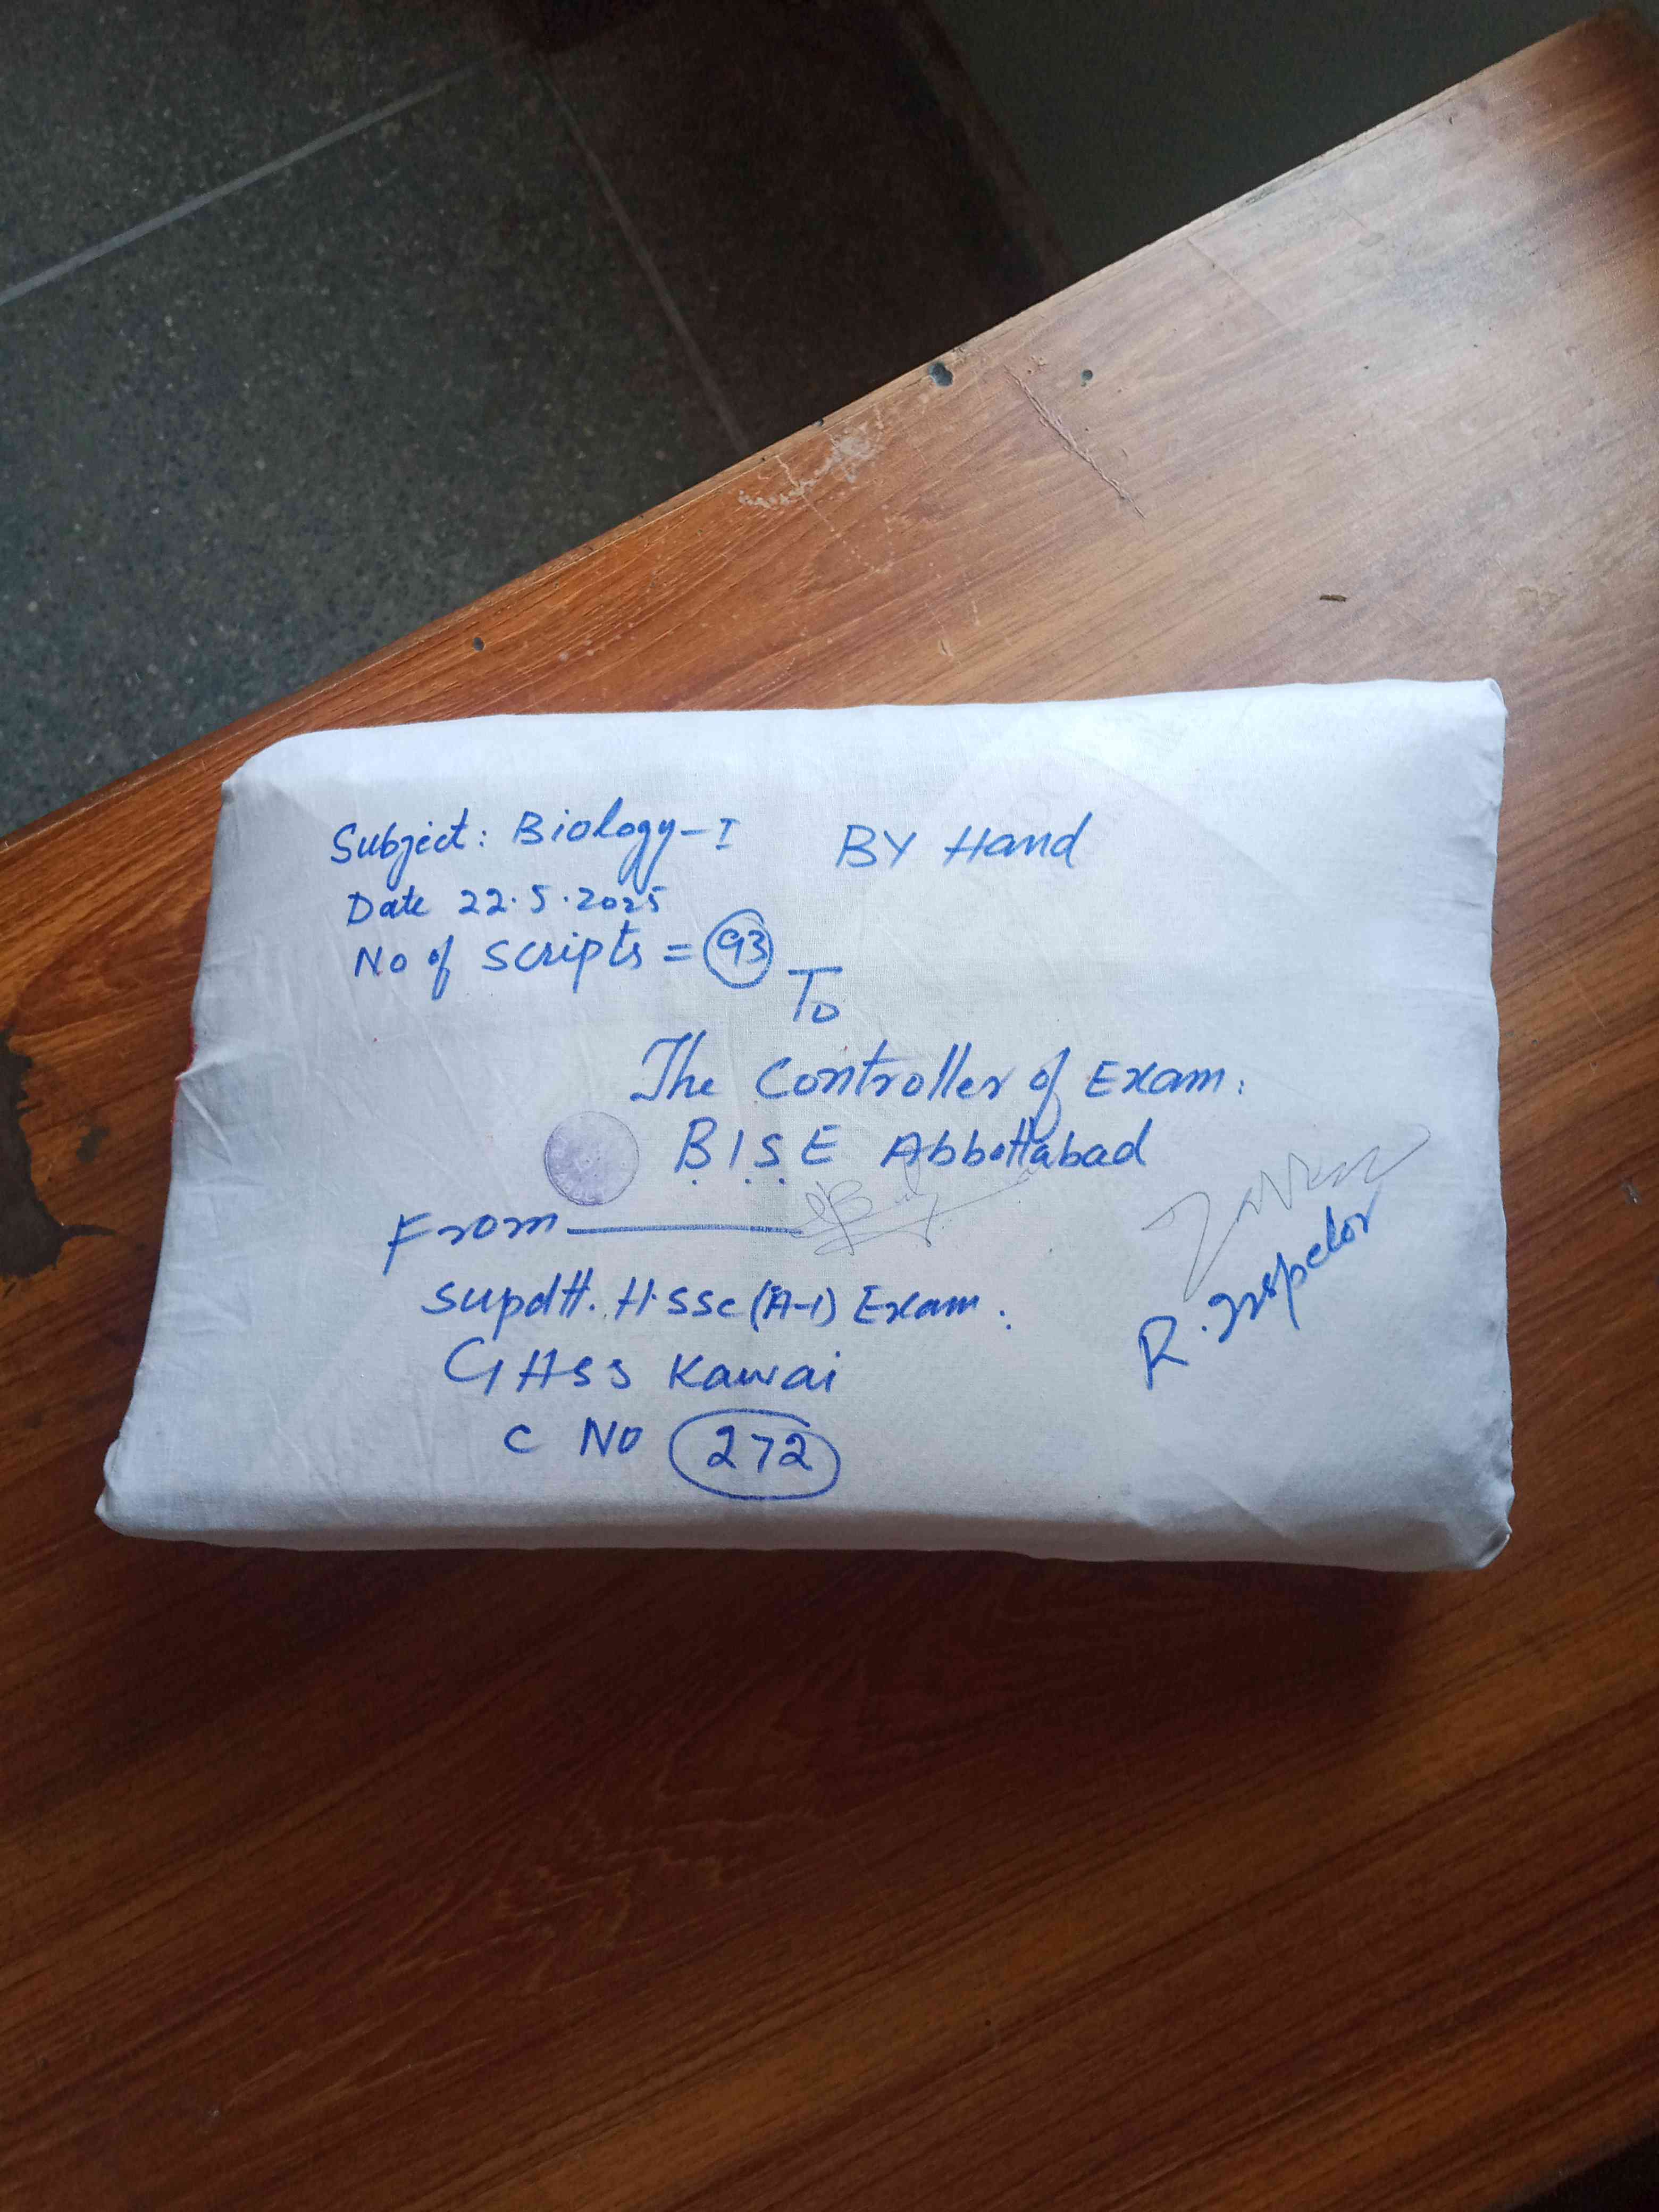 Subject: Biology-I BY Hand
Date 22.5.2025
No of scripts = 93
To
The Controller of Exam:
B.I.S.E Abbottabad
From
Supdtt. H.SSC (A-I) Exam:
GHSS Kawai
C NO 272
R. Inspector